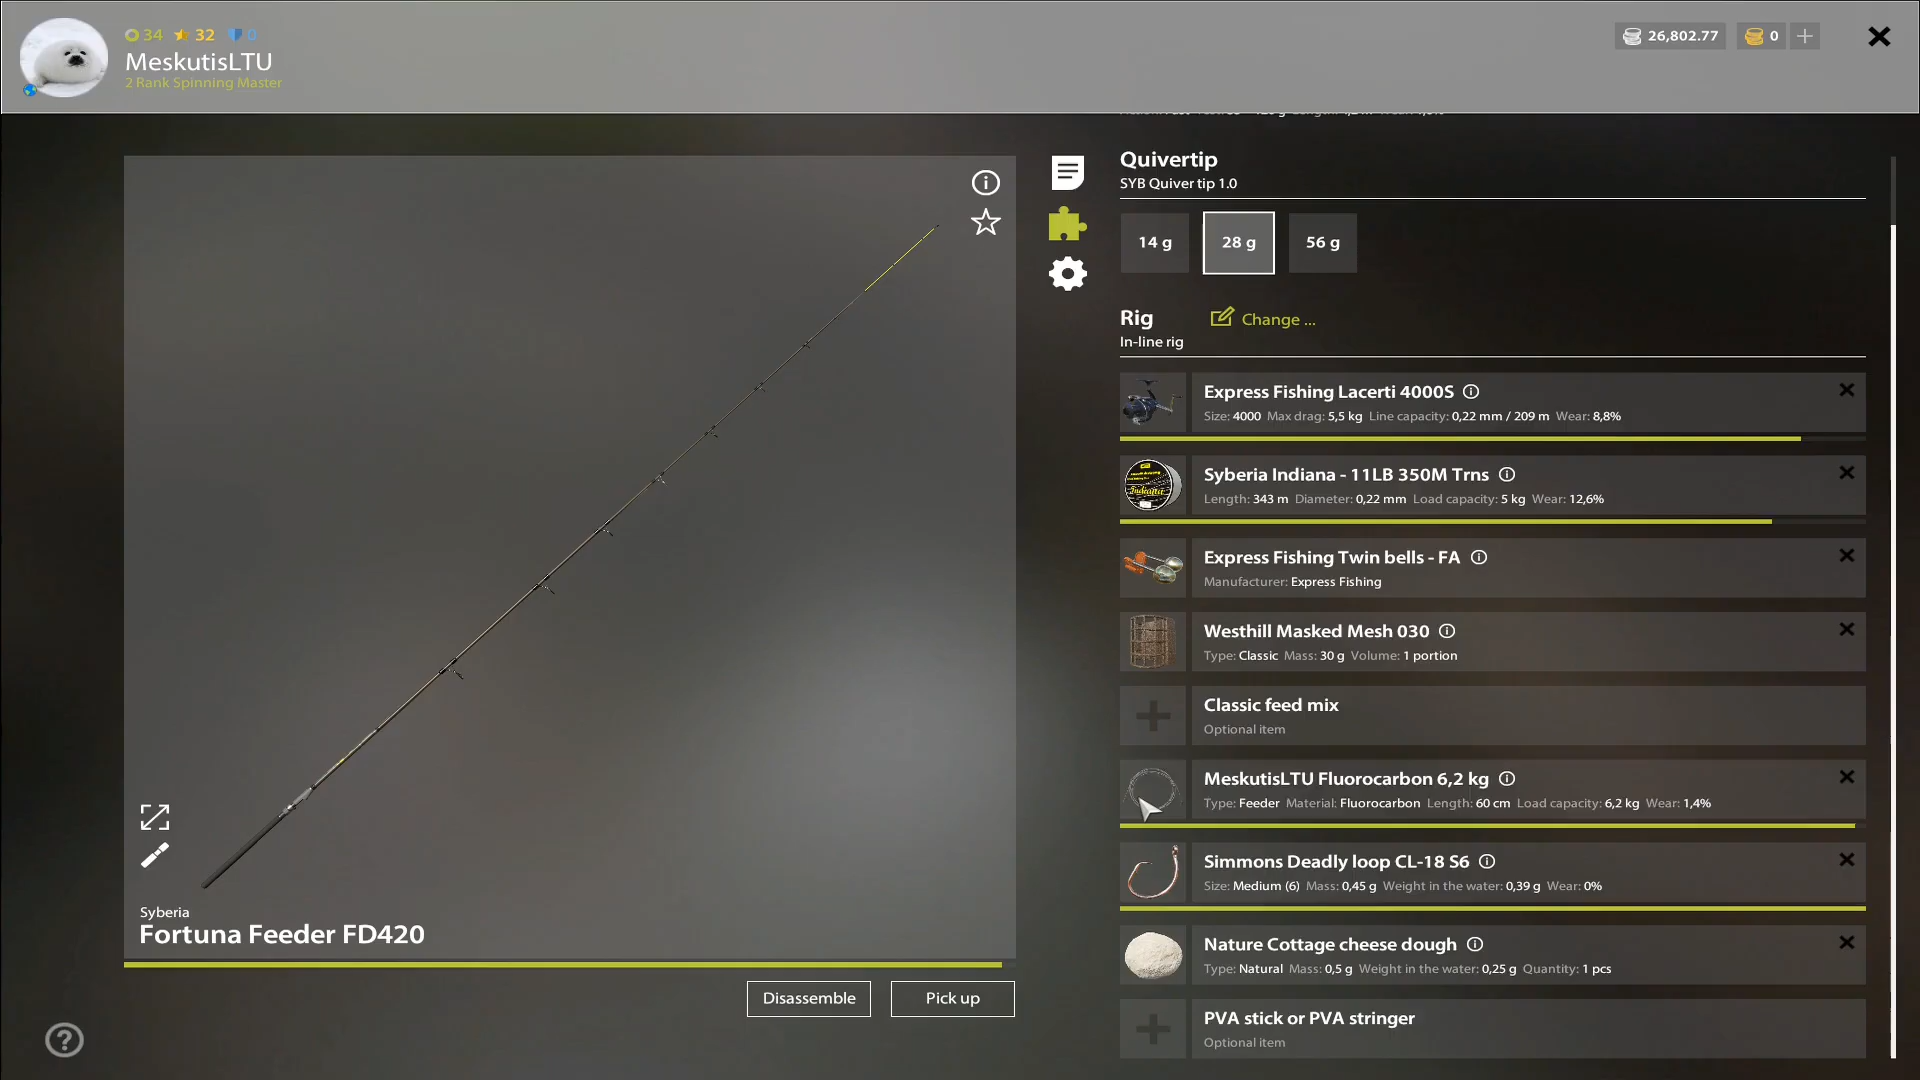 34 32 0
MeskutisLTU
2 Rank Spinning Master
26,802.77
0
Quivertip
SYB Quiver tip 1.0
14 g
28 g
56 g
Rig
Change ...
In-line rig
Express Fishing Lacerti 4000S
Size: 4000 Max drag: 5,5 kg Line capacity: 0,22 mm / 209 m Wear: 8,8%
Syberia Indiana - 11LB 350M Trns
Length: 343 m Diameter: 0,22 mm Load capacity: 5 kg Wear: 12,6%
Indiana
Express Fishing Twin bells - FA
Manufacturer: Express Fishing
Westhill Masked Mesh 030
Type: Classic Mass: 30 g Volume: 1 portion
Classic feed mix
Optional item
MeskutisLTU Fluorocarbon 6,2 kg
Type: Feeder Material: Fluorocarbon Length: 60 cm Load capacity: 6,2 kg Wear: 1,4%
Simmons Deadly loop CL-18 S6
Size: Medium (6) Mass: 0,45 g Weight in the water: 0,39 g Wear: 0%
Nature Cottage cheese dough
Type: Natural Mass: 0,5 g Weight in the water: 0,25 g Quantity: 1 pcs
PVA stick or PVA stringer
Optional item
Syberia
Fortuna Feeder FD420
Disassemble
Pick up